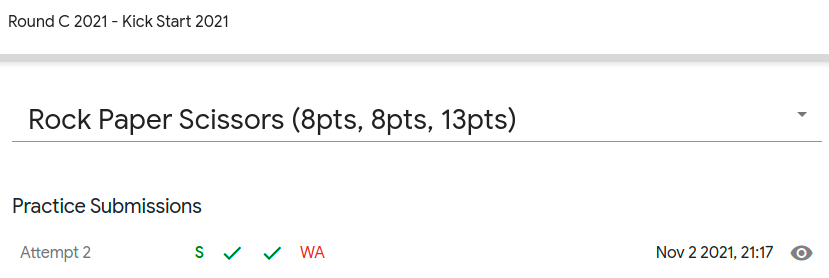 Round C 2021 - Kick Start 2021
Rock Paper Scissors (8pts, 8pts, 13pts)
Practice Submissions
Attempt 2 S WA Nov 2 2021, 21:17